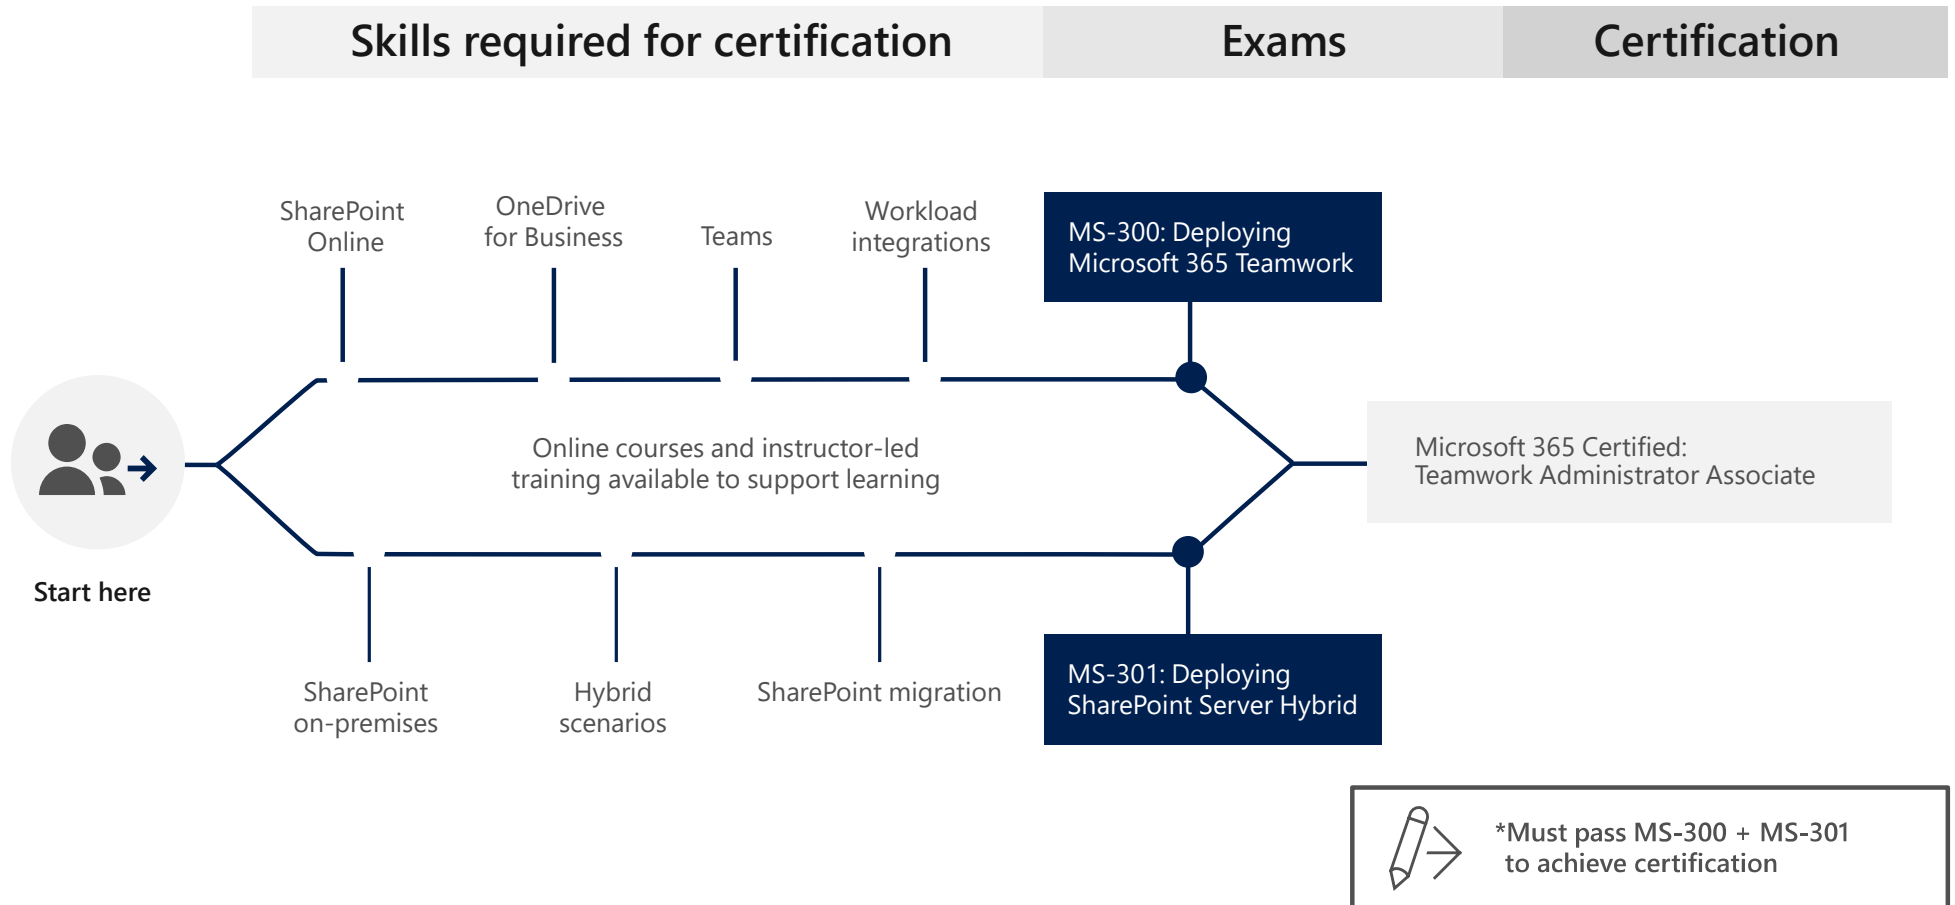 Skills required for certification
Exams
Certification
SharePoint
Online
OneDrive
for Business
Teams
Workload
integrations
MS-300: Deploying
Microsoft 365 Teamwork
Online courses and instructor-led
training available to support learning
Microsoft 365 Certified:
Teamwork Administrator Associate
Start here
SharePoint
on-premises
Hybrid
scenarios
SharePoint migration
MS-301: Deploying
SharePoint Server Hybrid
*Must pass MS-300 + MS-301
to achieve certification